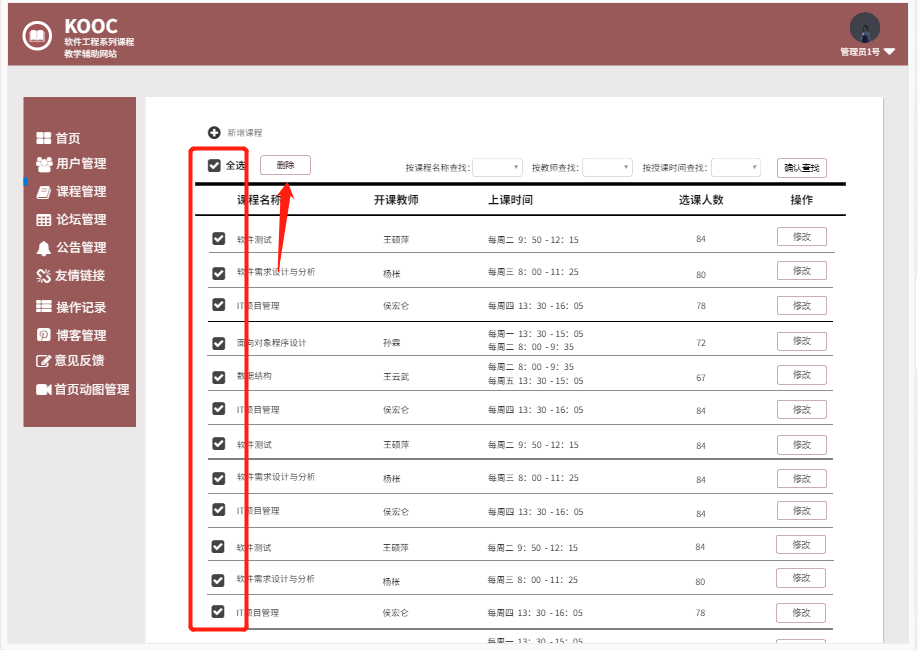 KOOC
软件工程系列课程
教学辅助网站
管理员1号
首页
用户管理
课程管理
论坛管理
公告管理
友情链接
操作记录
博客管理
意见反馈
首页动图管理
新增课程
全选 删除 按课程名称查找： 按教师查找： 按授课时间查找： 确认查找
课程名称 开课教师 上课时间 选课人数 操作
软件测试 王硕萍 每周二 9：50 -12：15 84 修改
软件需求设计与分析 杨枨 每周三 8：00 -11：25 80 修改
IT项目管理 侯宏仑 每周四 13：30 -16：05 78 修改
面向对象程序设计 孙霖 每周一 13：30 -15：05 72 修改
每周二 8：00 -9：35
数据结构 王云武 每周二 8：00 -9：35 67 修改
每周五 13：30 -15：05
IT项目管理 侯宏仑 每周四 13：30 -16：05 84 修改
软件测试 王硕萍 每周二 9：50 -12：15 84 修改
软件需求设计与分析 杨枨 每周三 8：00 -11：25 84 修改
IT项目管理 侯宏仑 每周四 13：30 -16：05 84 修改
软件测试 王硕萍 每周二 9：50 -12：15 84 修改
软件需求设计与分析 杨枨 每周三 8：00 -11：25 80 修改
IT项目管理 侯宏仑 每周四 13：30 -16：05 78 修改
每周一 13：30 -15：05